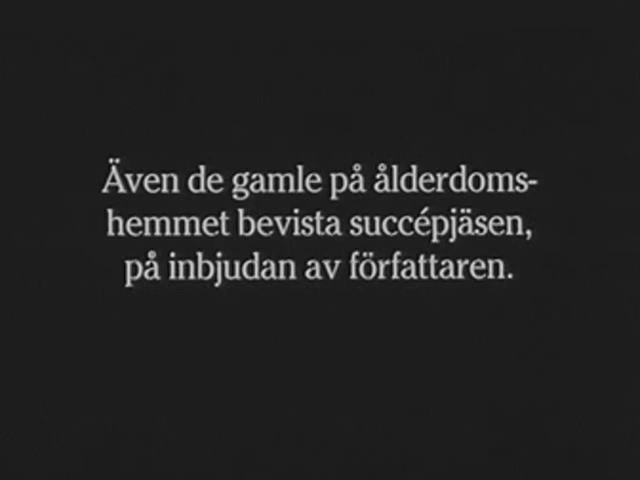 Även de gamle på ålderdoms-
hemmet bevista succépjäsen,
på inbjudan av författaren.